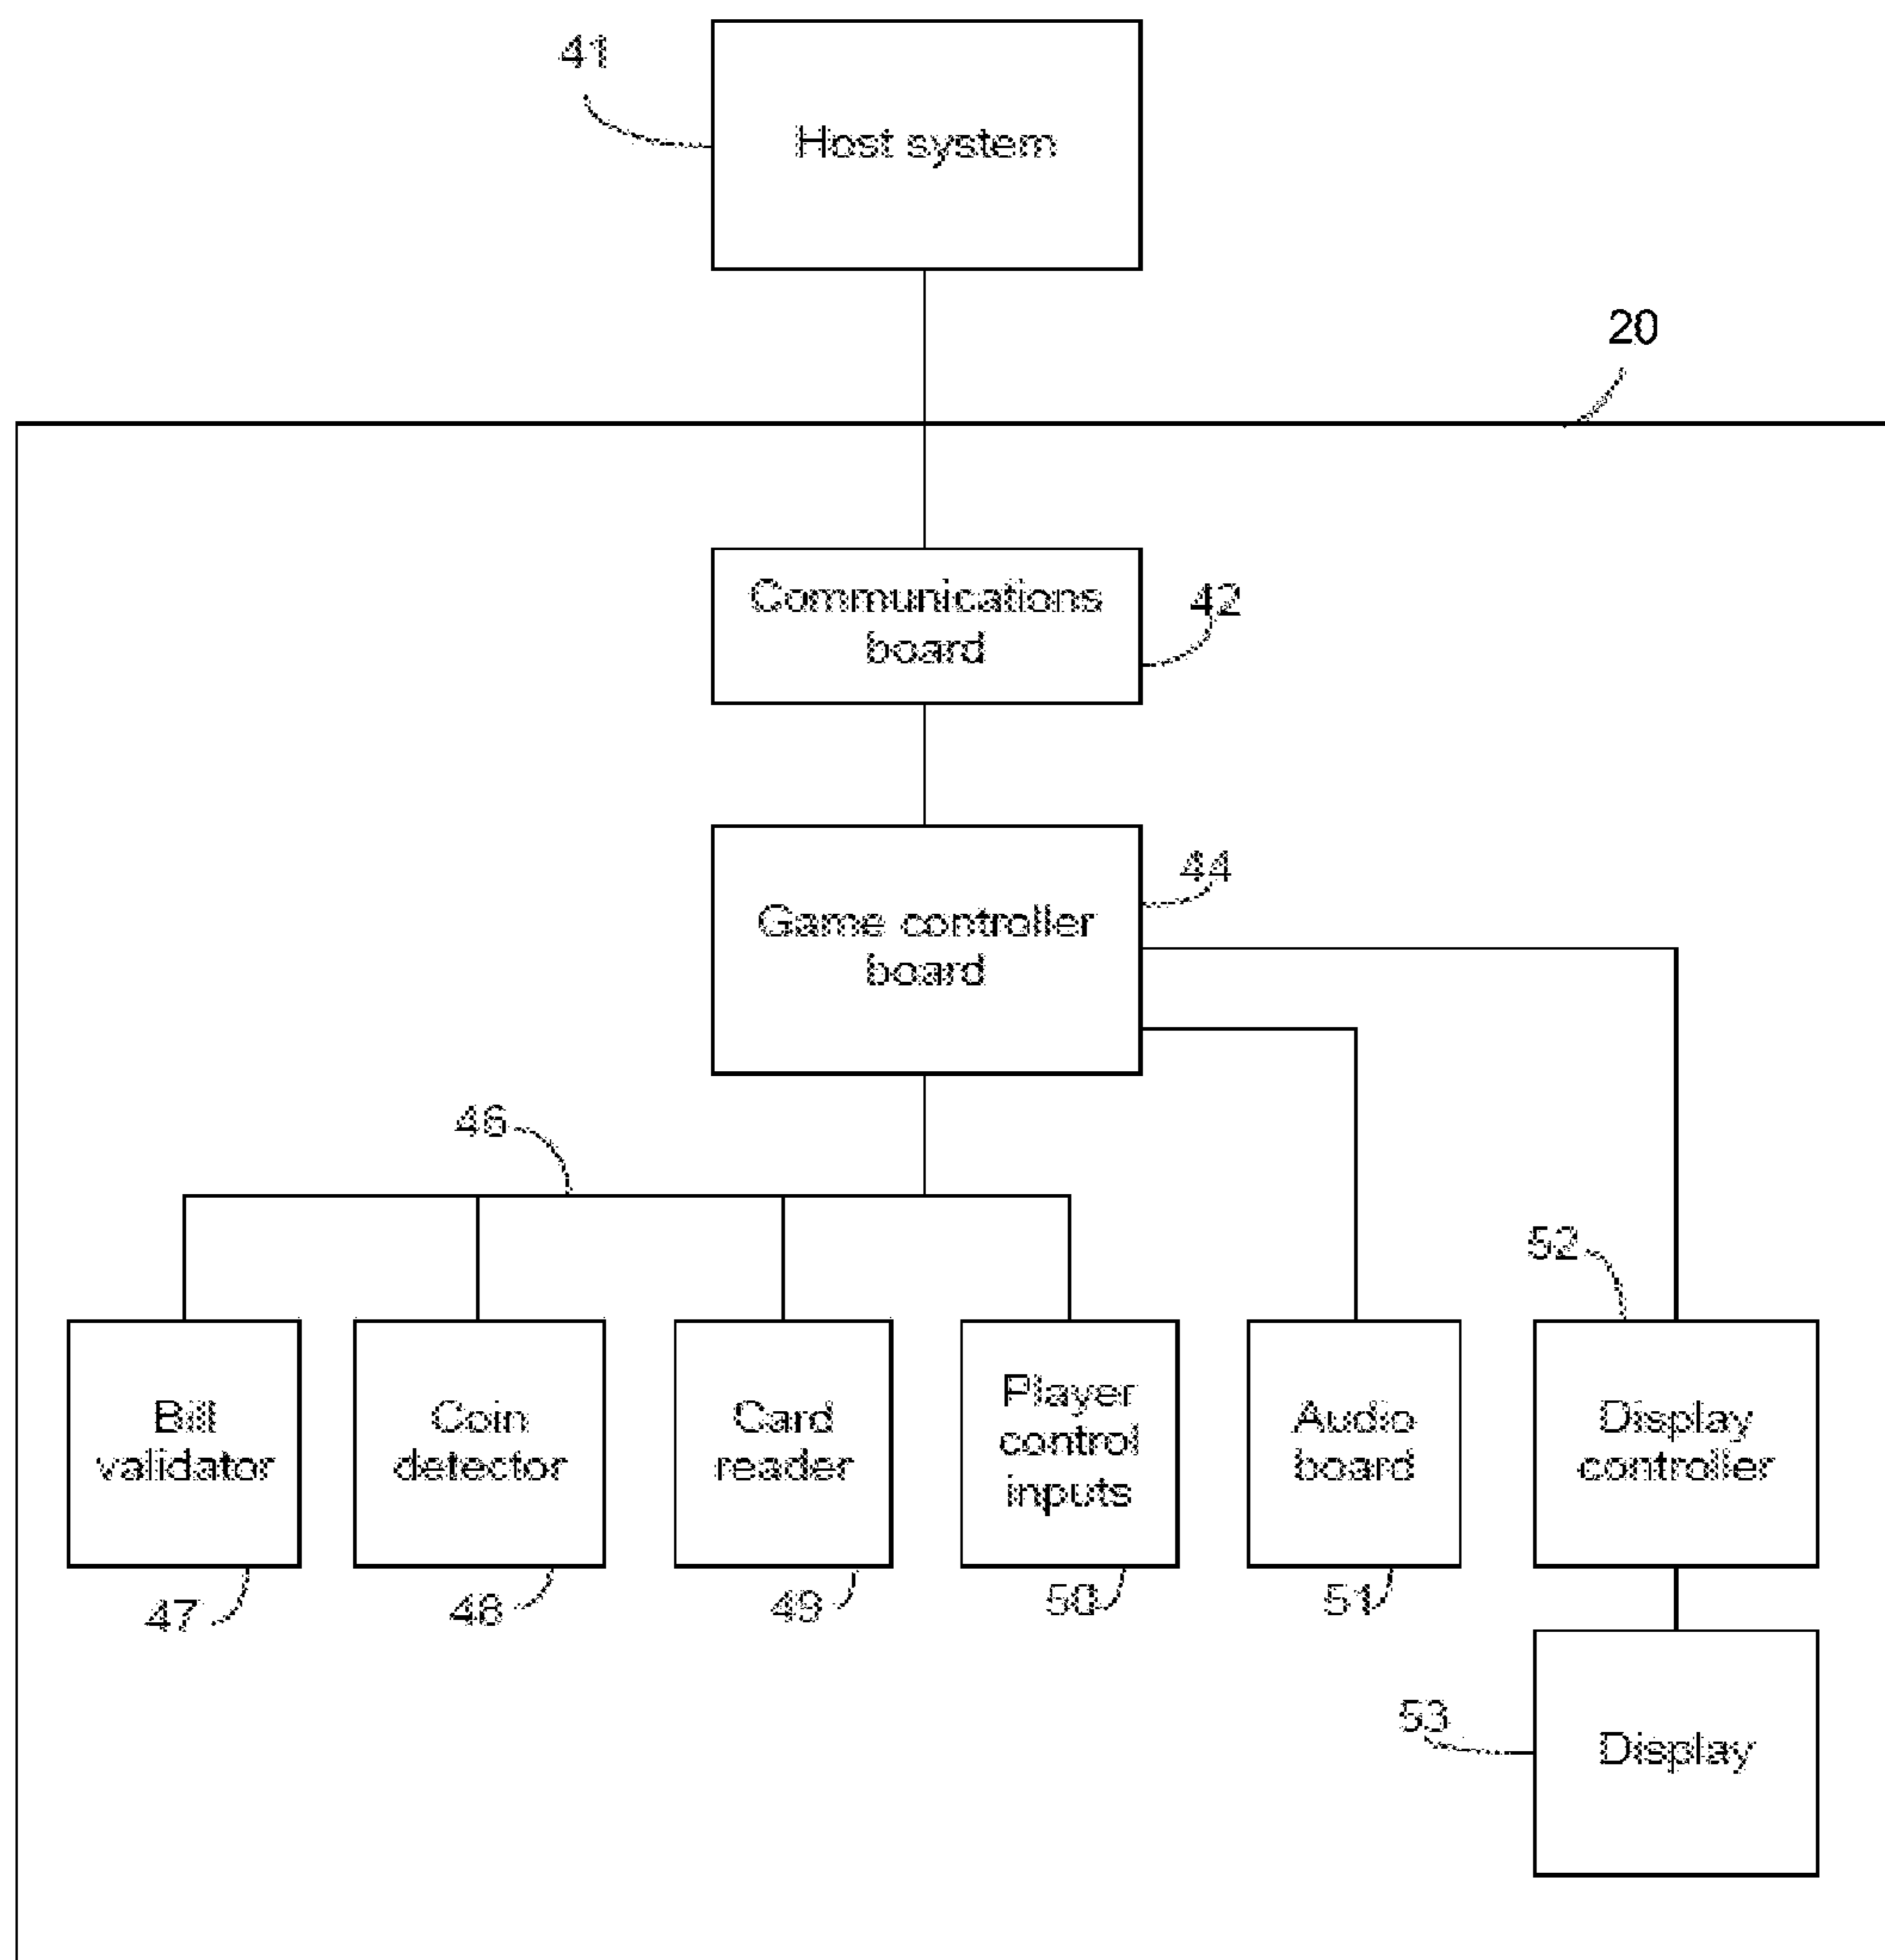 41
Host system
20
Communications
board
42
Game controller
board
44
46
52
Bill
validator
Coin
detector
Card
reader
Player
control
inputs
Audio
board
Display
controller
47
48
49
50
51
53
Display